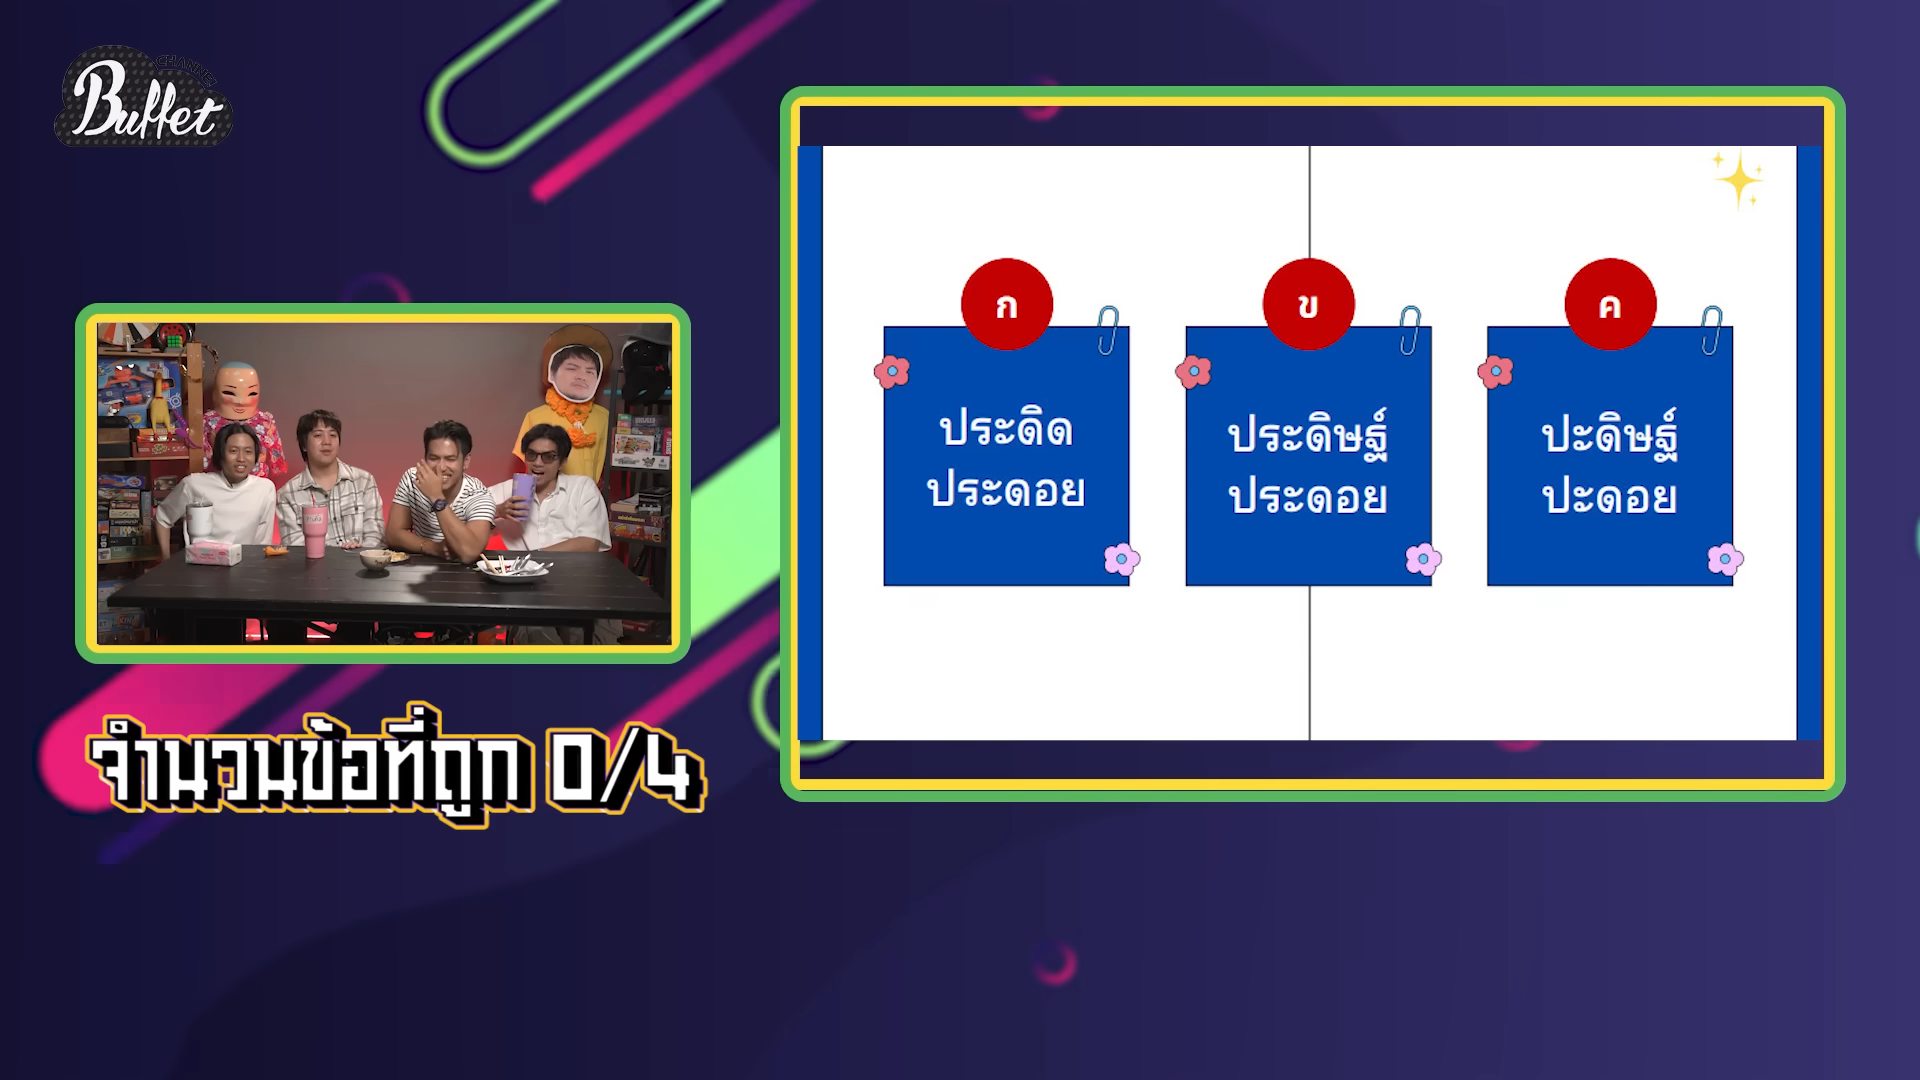 CHANNEL
Buffet
ก
ข
ค
ประดิด
ประดอย
ประดิษฐ์
ประดอย
ปะดิษฐ์
ปะดอย
จำนวนข้อที่ถูก 0/4